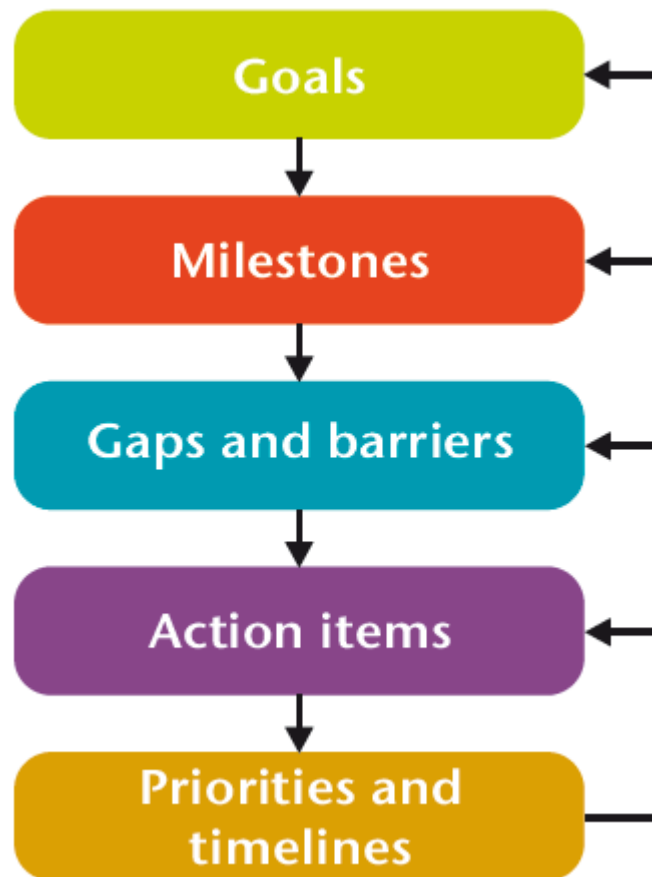 Goals
Milestones
Gaps and barriers
Action items
Priorities and
timelines